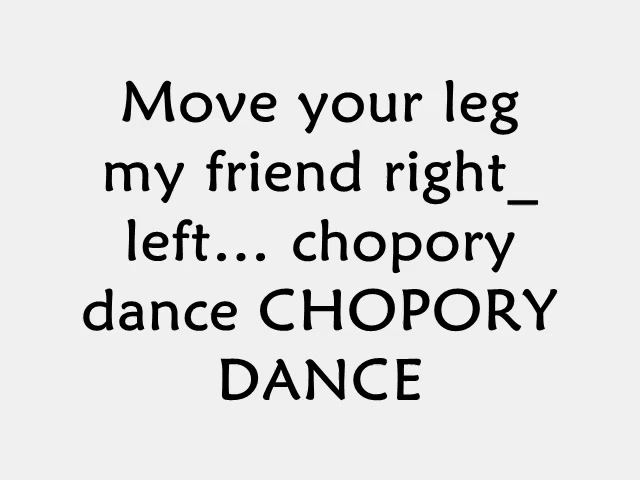 Move your leg
my friend right_
left... chopory
dance CHOPORY
DANCE